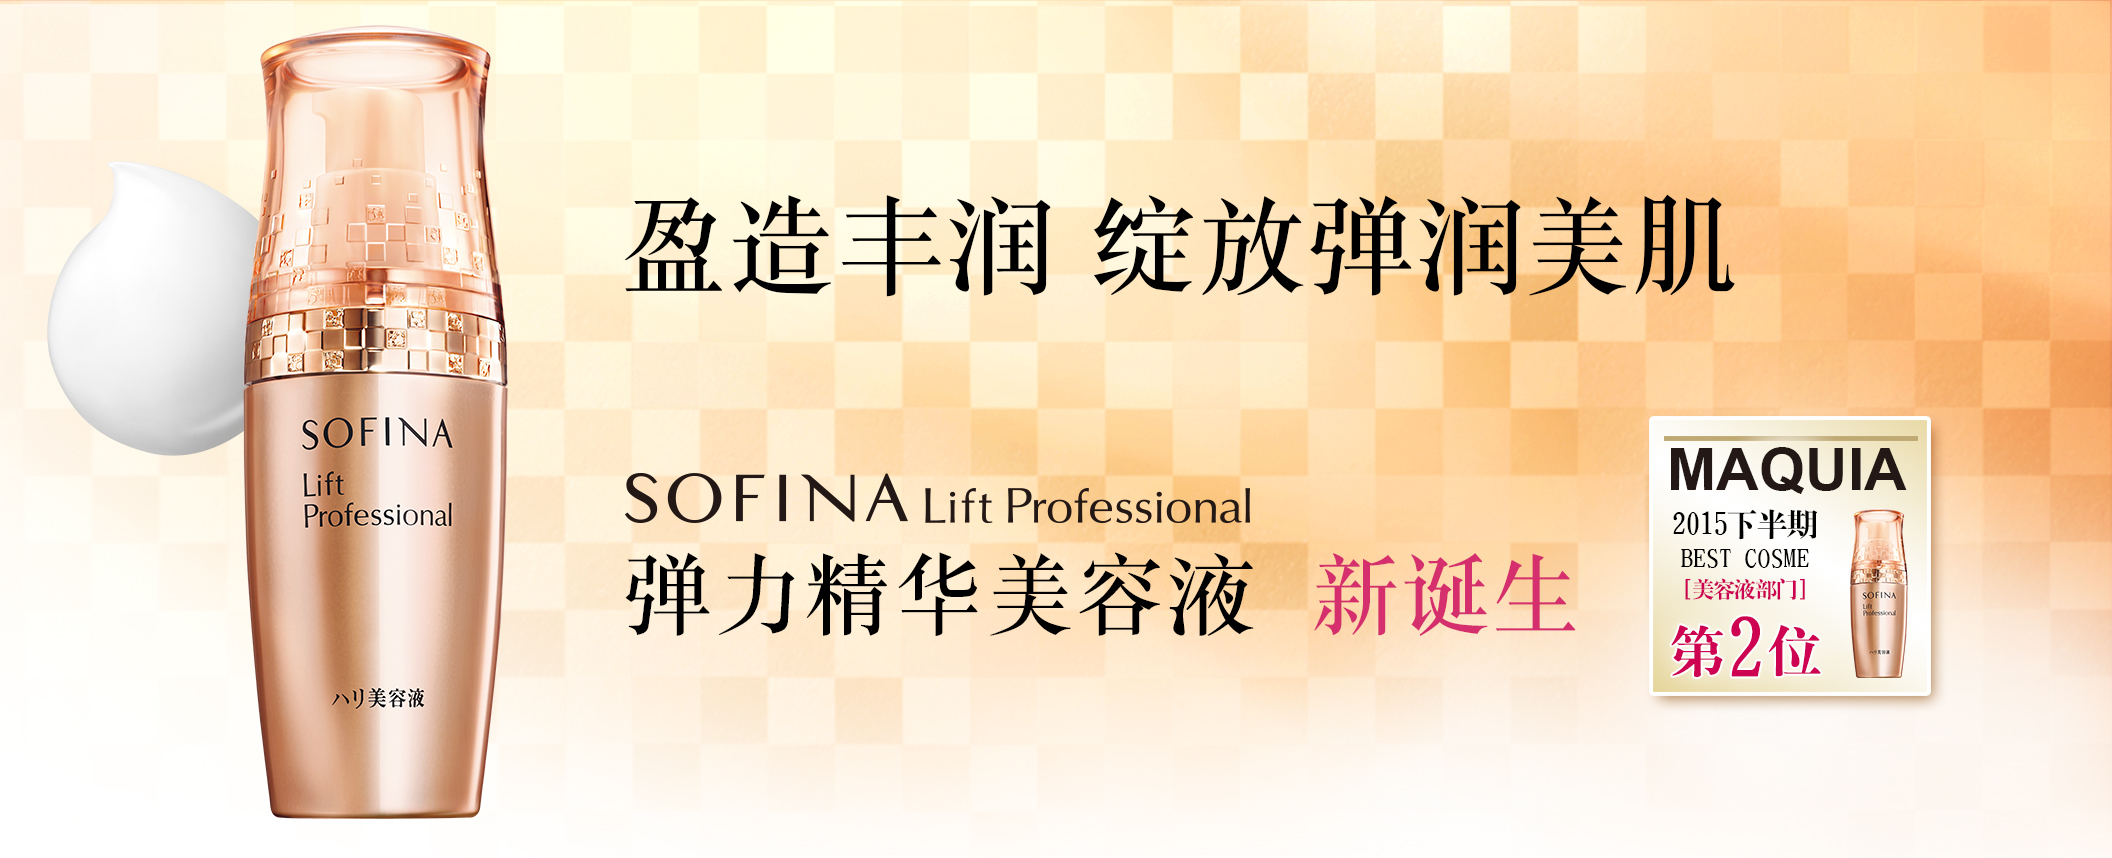 SOFINA
Lift
Professional
ハリ美容液
盈造丰润 绽放弹润美肌
SOFINA Lift Professional
弹力精华美容液 新诞生
MAQUIA
2015下半期
BEST COSME
[美容液部门]
第2位
SOFINA
Lift
Professional
ハリ美容液